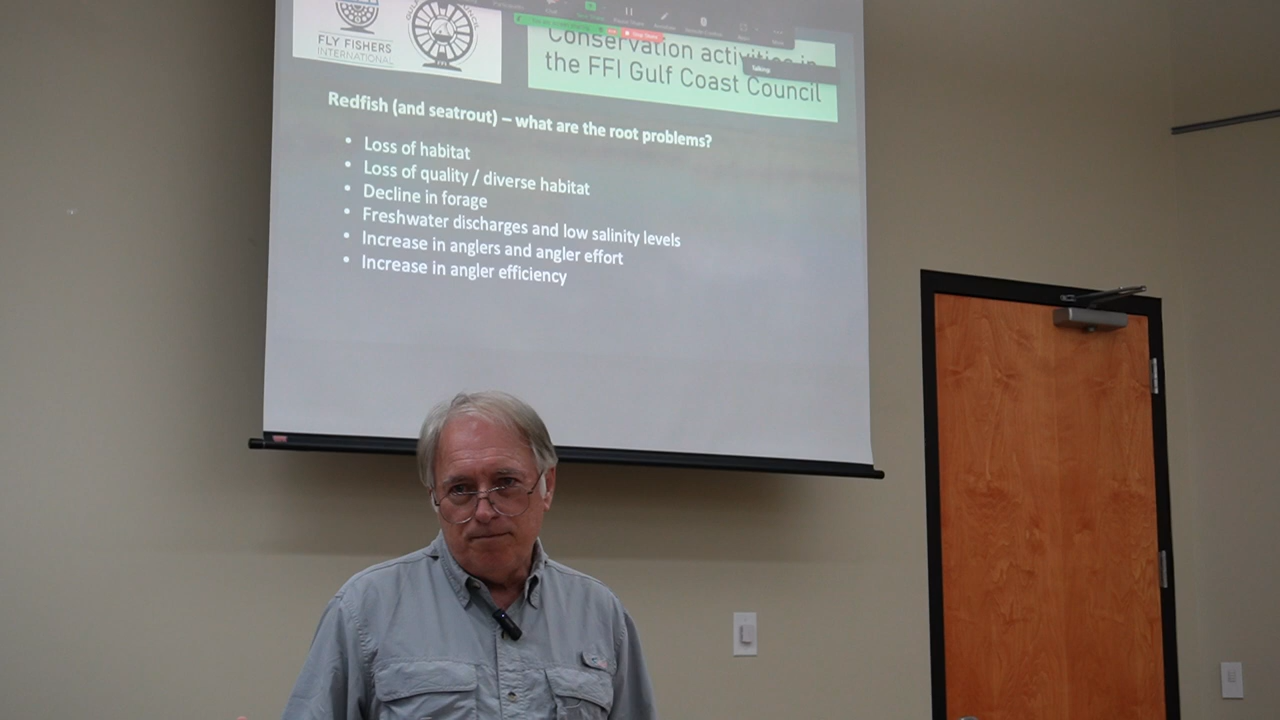 FLY FISHERS
INTERNATIONAL
FFI
Conservation activities in
the FFI Gulf Coast Council
Talking:
Redfish (and seatrout) – what are the root problems?
• Loss of habitat
• Loss of quality / diverse habitat
• Decline in forage
• Freshwater discharges and low salinity levels
• Increase in anglers and angler effort
• Increase in angler efficiency